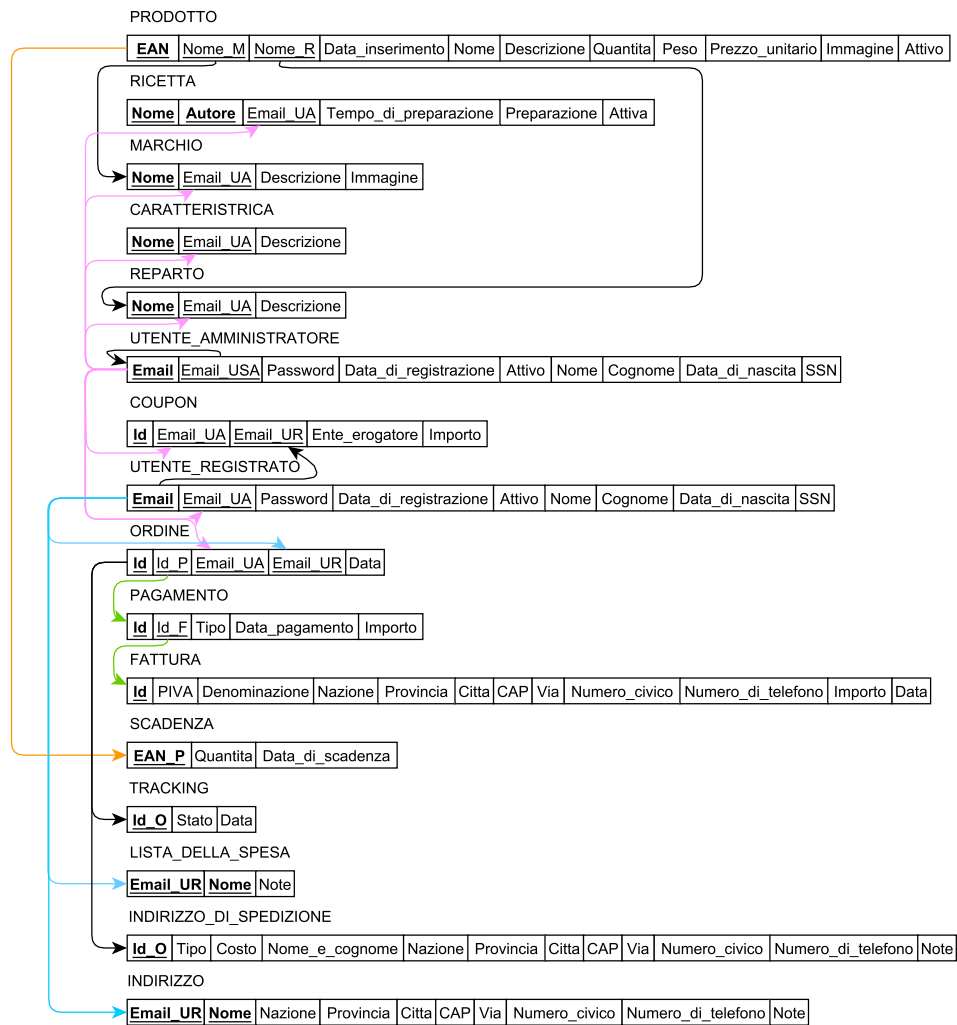 PRODOTTO
EAN Nome_M Nome_R Data_inserimento Nome Descrizione Quantita Peso Prezzo_unitario Immagine Attivo
RICETTA
Nome Autore Email_UA Tempo_di_preparazione Preparazione Attiva
MARCHIO
Nome Email_UA Descrizione Immagine
CARATTERISTRICA
Nome Email_UA Descrizione
REPARTO
Nome Email_UA Descrizione
UTENTE_AMMINISTRATORE
Email Email_USA Password Data_di_registrazione Attivo Nome Cognome Data_di_nascita SSN
COUPON
Id Email_UA Email_UR Ente_erogatore Importo
UTENTE_REGISTRATO
Email Email_UA Password Data_di_registrazione Attivo Nome Cognome Data_di_nascita SSN
ORDINE
Id Id_P Email_UA Email_UR Data
PAGAMENTO
Id Id_F Tipo Data_pagamento Importo
FATTURA
Id PIVA Denominazione Nazione Provincia Citta CAP Via Numero_civico Numero_di_telefono Importo Data
SCADENZA
EAN_P Quantita Data_di_scadenza
TRACKING
Id_O Stato Data
LISTA_DELLA_SPESA
Email_UR Nome Note
INDIRIZZO_DI_SPEDIZIONE
Id_O Tipo Costo Nome_e_cognome Nazione Provincia Citta CAP Via Numero_civico Numero_di_telefono Note
INDIRIZZO
Email_UR Nome Nazione Provincia Citta CAP Via Numero_civico Numero_di_telefono Note